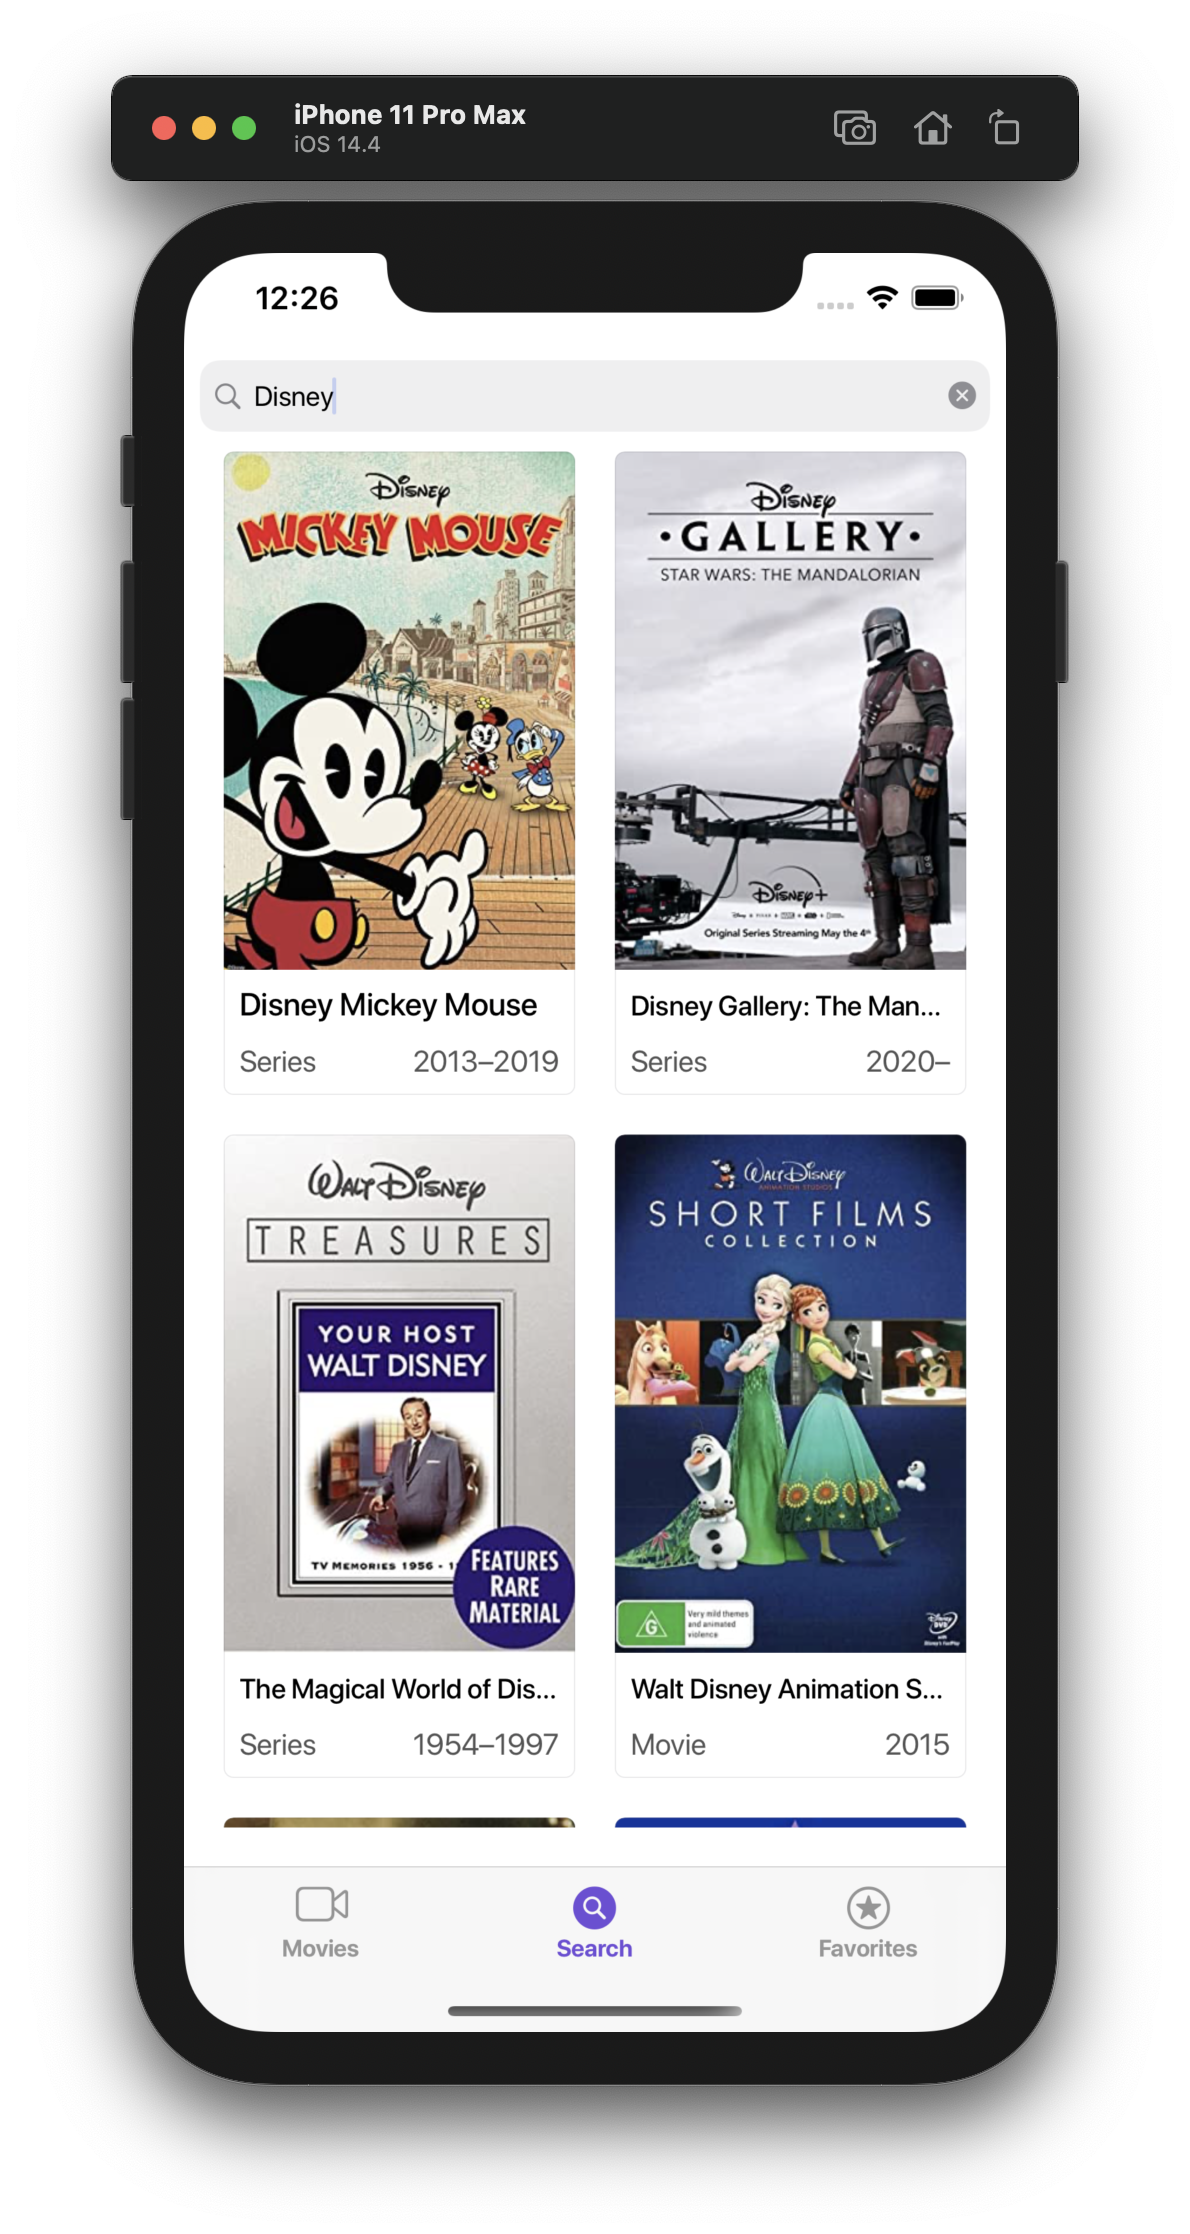 iPhone 11 Pro Max
iOS 14.4
12:26
Disney
Disney
MICKEY MOUSE
Disney
•GALLERY•
STAR WARS: THE MANDALORIAN
Disney+
Original Series Streaming May the 4th
Disney Mickey Mouse
Series 2013–2019
Disney Gallery: The Man...
Series 2020–
WALT DISNEY
TREASURES
YOUR HOST
WALT DISNEY
TV MEMORIES 1956 - 1
FEATURES
RARE
MATERIAL
WALT DISNEY
ANIMATION STUDIOS
SHORT FILMS
COLLECTION
G
Very mild themes
and animated
violence
Disney
DVD
The Magical World of Dis...
Series 1954–1997
Walt Disney Animation S...
Movie 2015
Movies
Search
Favorites